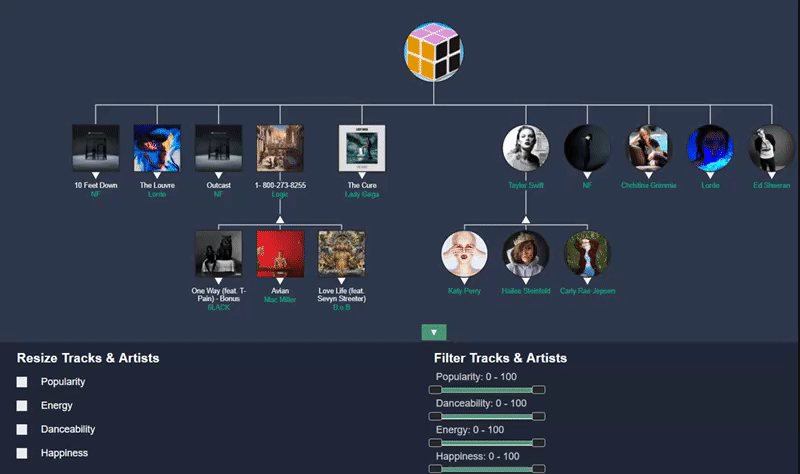 10 Feet Down
NF
The Louvre
Lorde
Outcast
NF
1- 800-273-8255
Logic
The Cure
Lady Gaga
Taylor Swift
NF
Christina Grimmie
Lorde
Ed Sheeran
One Way (feat. T-
Pain) - Bonus
6LACK
Avian
Mac Miller
Love Life (feat.
Sevyn Streeter)
B.o.B
Katy Perry
Hailee Steinfeld
Carly Rae Jepsen
Resize Tracks & Artists
Popularity
Energy
Danceability
Happiness
Filter Tracks & Artists
Popularity: 0 - 100
Danceability: 0 - 100
Energy: 0 - 100
Happiness: 0 - 100